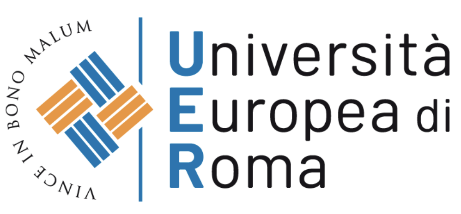 VINCE IN BONO MALUM
Università
Europea di
Roma